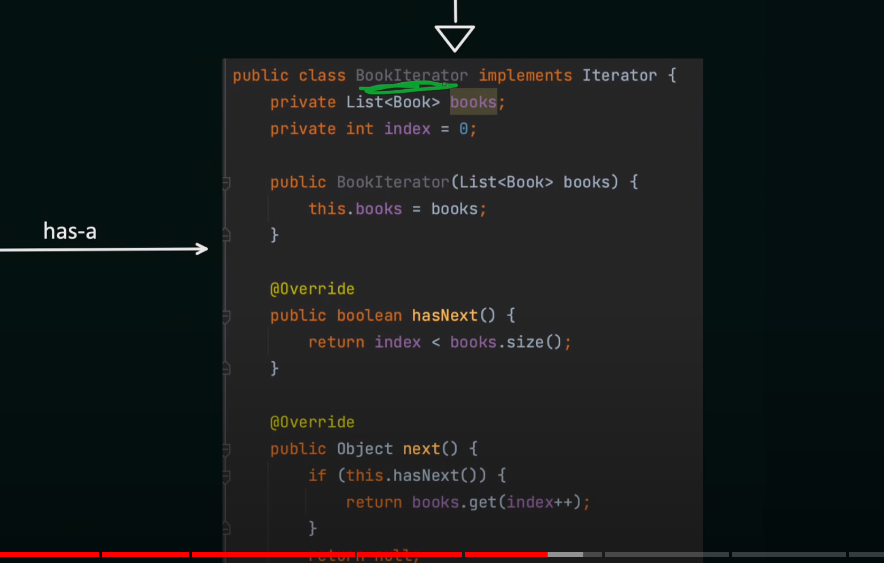 public class BookIterator implements Iterator {
private List<Book> books;
private int index = 0;
public BookIterator(List<Book> books) {
this.books = books;
}
has-a
@Override
public boolean hasNext() {
return index < books.size();
}
@Override
public Object next() {
if (this.hasNext()) {
return books.get(index++);
}
return null;